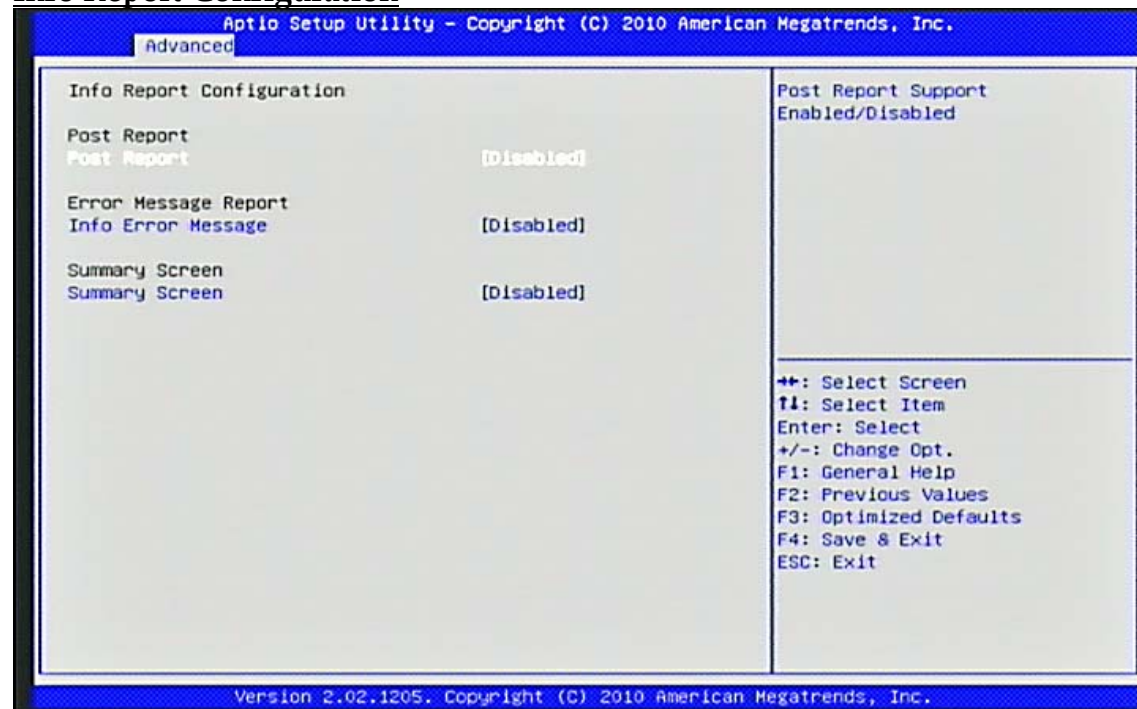 Info Report Configuration
Aptio Setup Utility – Copyright (C) 2010 American Megatrends, Inc.
Advanced
Info Report Configuration
Post Report
Post Report [Disabled]
Error Message Report
Info Error Message [Disabled]
Summary Screen
Summary Screen [Disabled]
Post Report Support
Enabled/Disabled
→←: Select Screen
↑↓: Select Item
Enter: Select
+/-: Change Opt.
F1: General Help
F2: Previous Values
F3: Optimized Defaults
F4: Save & Exit
ESC: Exit
Version 2.02.1205. Copyright (C) 2010 American Megatrends, Inc.